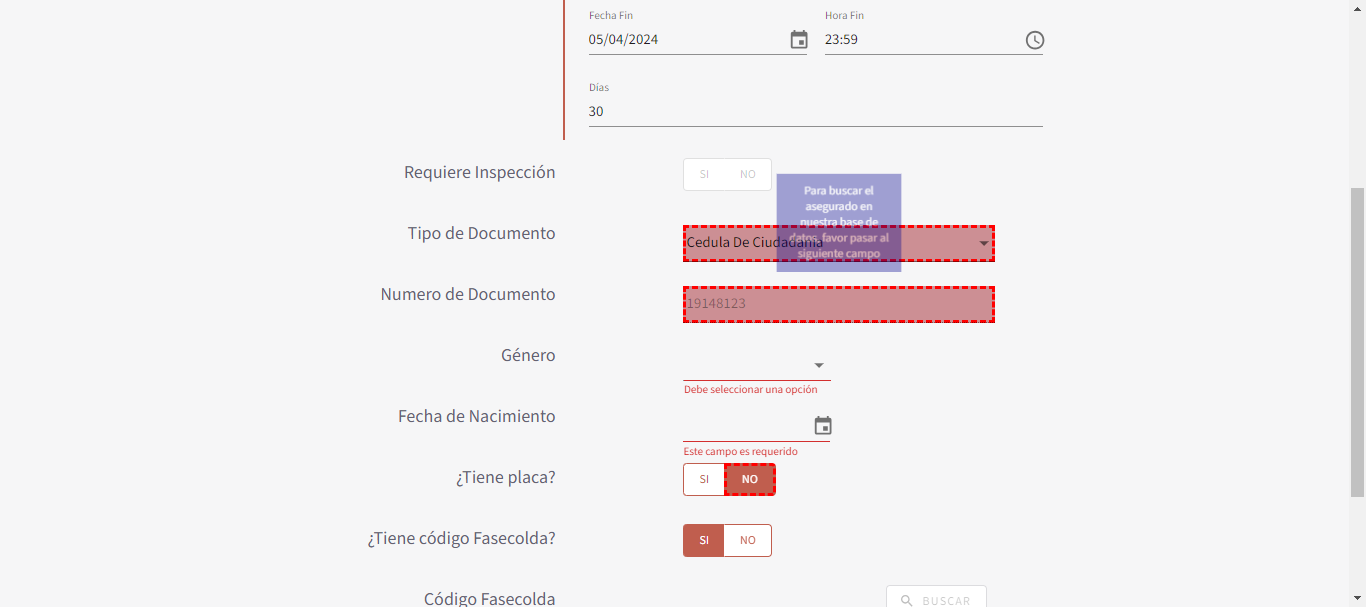 Fecha Fin
05/04/2024
Hora Fin
23:59
Días
30
Requiere Inspección
SI NO
Para buscar el
asegurado en
nuestra base de
datos, favor pasar al
siguiente campo
Tipo de Documento
Cedula De Ciudadania
Numero de Documento
19148123
Género
Debe seleccionar una opción
Fecha de Nacimiento
Este campo es requerido
¿Tiene placa?
SI NO
¿Tiene código Fasecolda?
SI NO
Código Fasecolda
BUSCAR